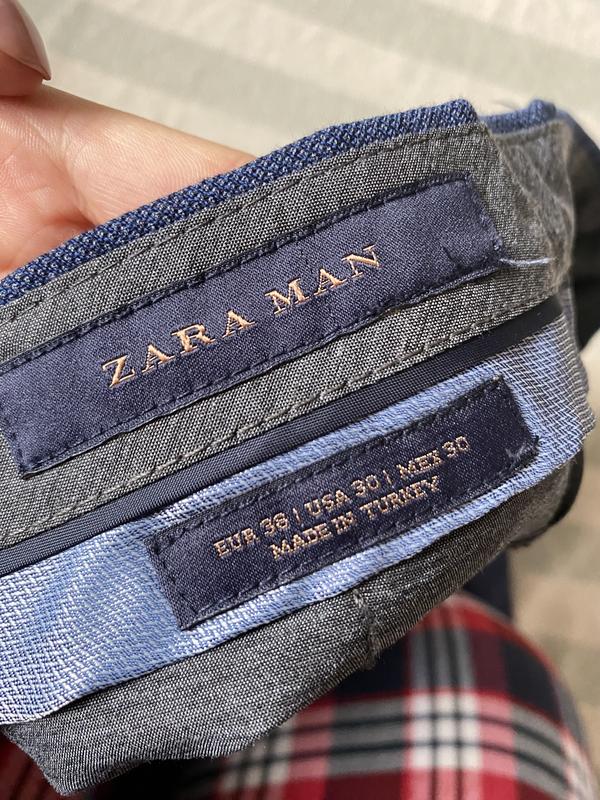 ZARA MAN
EUR 38 | USA 30 | MEX 30
MADE IN TURKEY